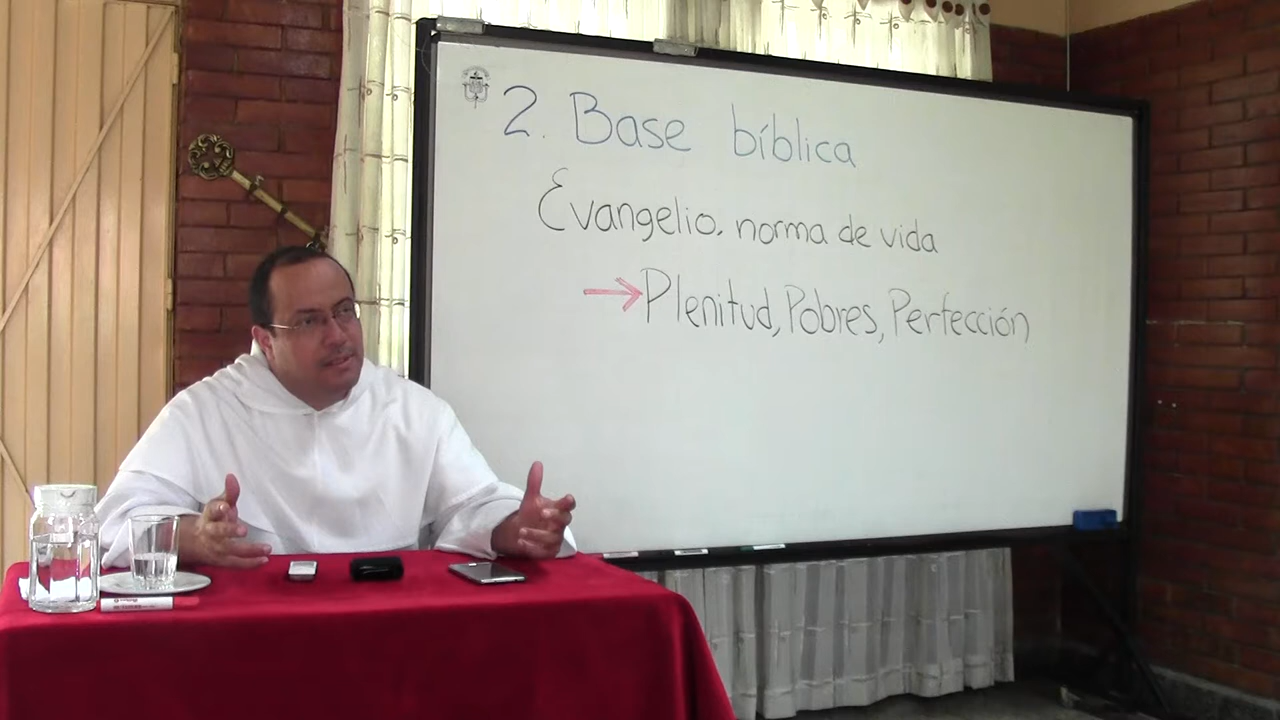 2. Base bíblica
Evangelio, norma de vida
Plenitud, Pobres, Perfección